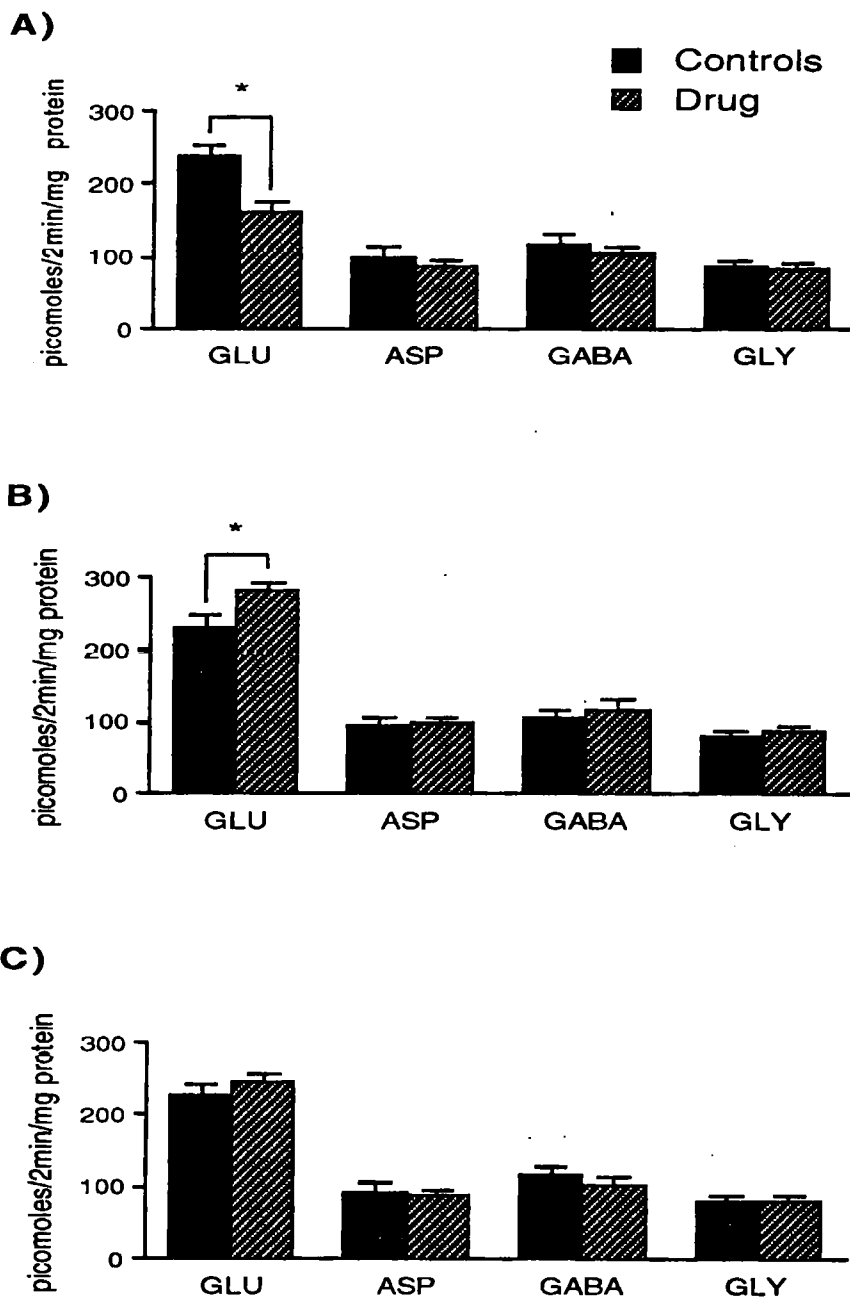 A)
Controls
Drug
*
picomoles/2min/mg protein
300
200
100
0
GLU ASP GABA GLY
B)
*
picomoles/2min/mg protein
300
200
100
0
GLU ASP GABA GLY
C)
picomoles/2min/mg protein
300
200
100
0
GLU ASP GABA GLY